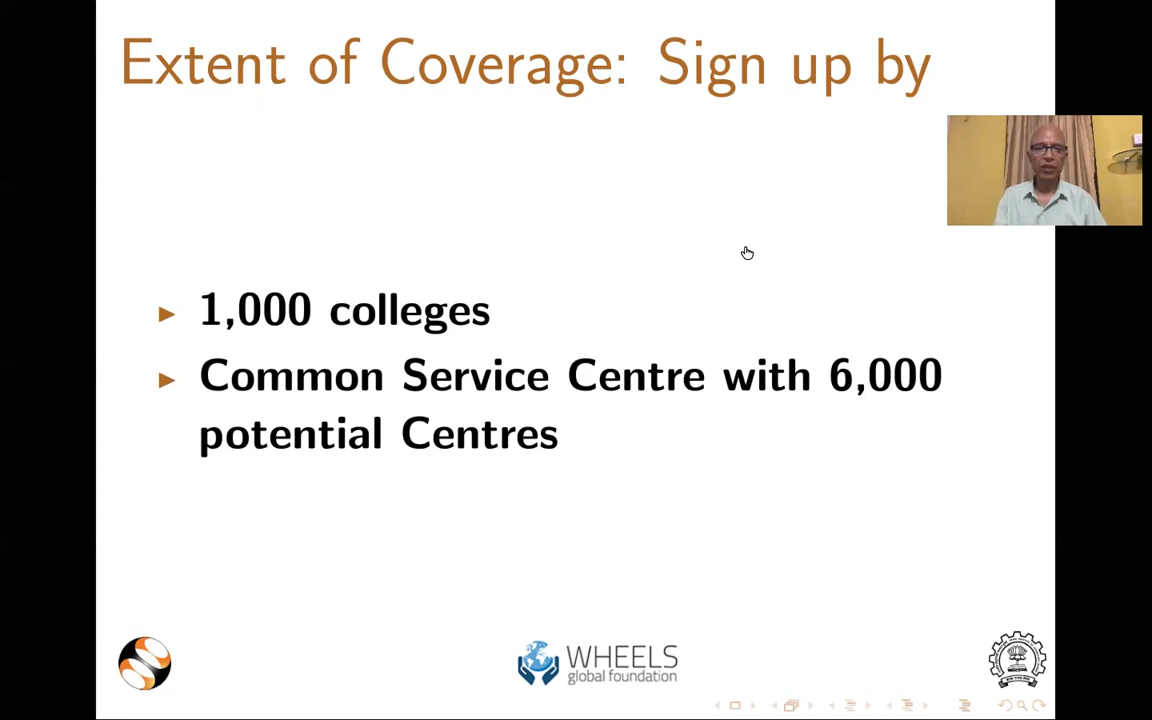 Extent of Coverage: Sign up by
1,000 colleges
Common Service Centre with 6,000
potential Centres
WHEELS
global foundation